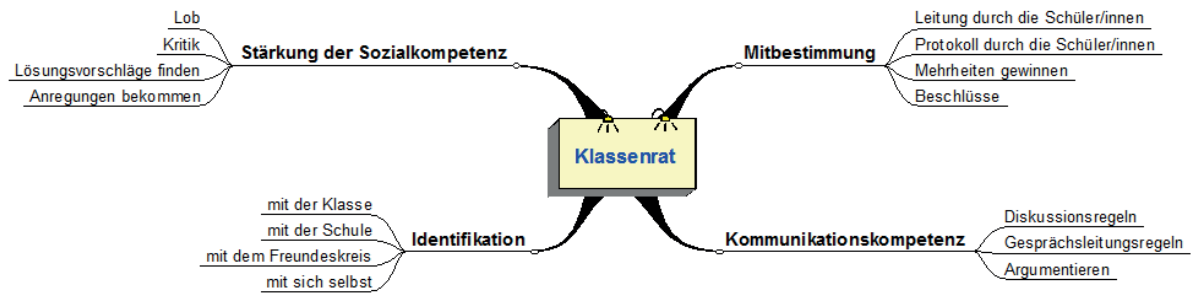 Lob
Kritik
Lösungsvorschläge finden
Anregungen bekommen
Stärkung der Sozialkompetenz
Mitbestimmung
Leitung durch die Schüler/innen
Protokoll durch die Schüler/innen
Mehrheiten gewinnen
Beschlüsse
Klassenrat
mit der Klasse
mit der Schule
mit dem Freundeskreis
mit sich selbst
Identifikation
Kommunikationskompetenz
Diskussionsregeln
Gesprächsleitungsregeln
Argumentieren